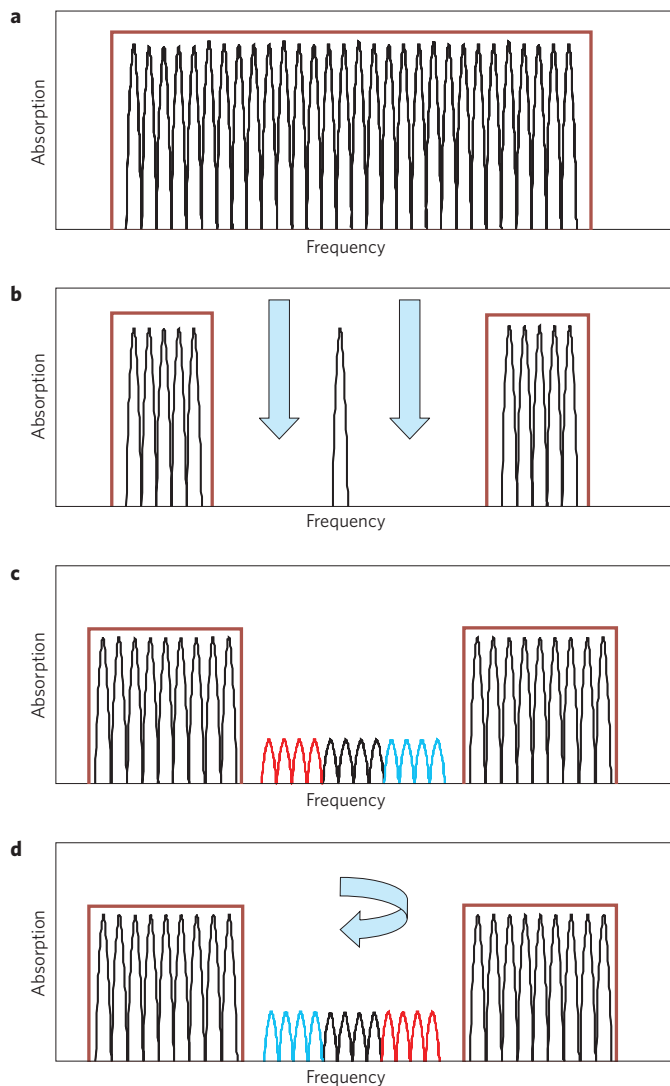 a
Absorption
Frequency
b
Absorption
Frequency
c
Absorption
Frequency
d
Absorption
Frequency